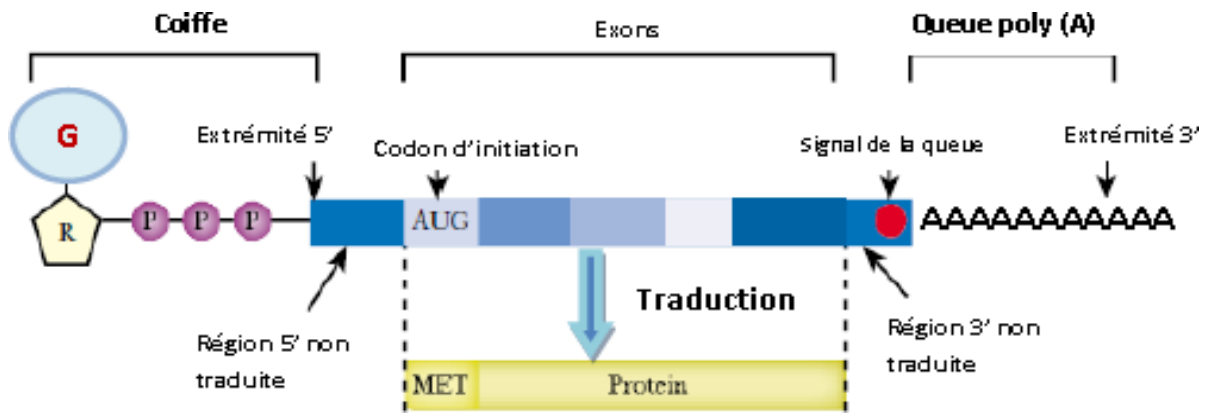 Coiffe
Exons
Queue poly (A)
G
Extrémité 5’
Codon d’initiation
Signal de la queue
Extrémité 3’
R
P P P
AUG
AAAAAAAAAAA
Traduction
Région 5’ non
traduite
Région 3’ non
traduite
MET
Protein